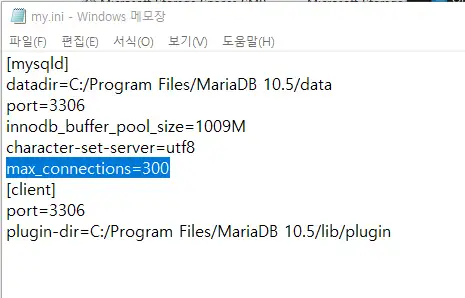 my.ini - Windows 메모장
파일(F) 편집(E) 서식(O) 보기(V) 도움말(H)
[mysqld]
datadir=C:/Program Files/MariaDB 10.5/data
port=3306
innodb_buffer_pool_size=1009M
character-set-server=utf8
max_connections=300
[client]
port=3306
plugin-dir=C:/Program Files/MariaDB 10.5/lib/plugin